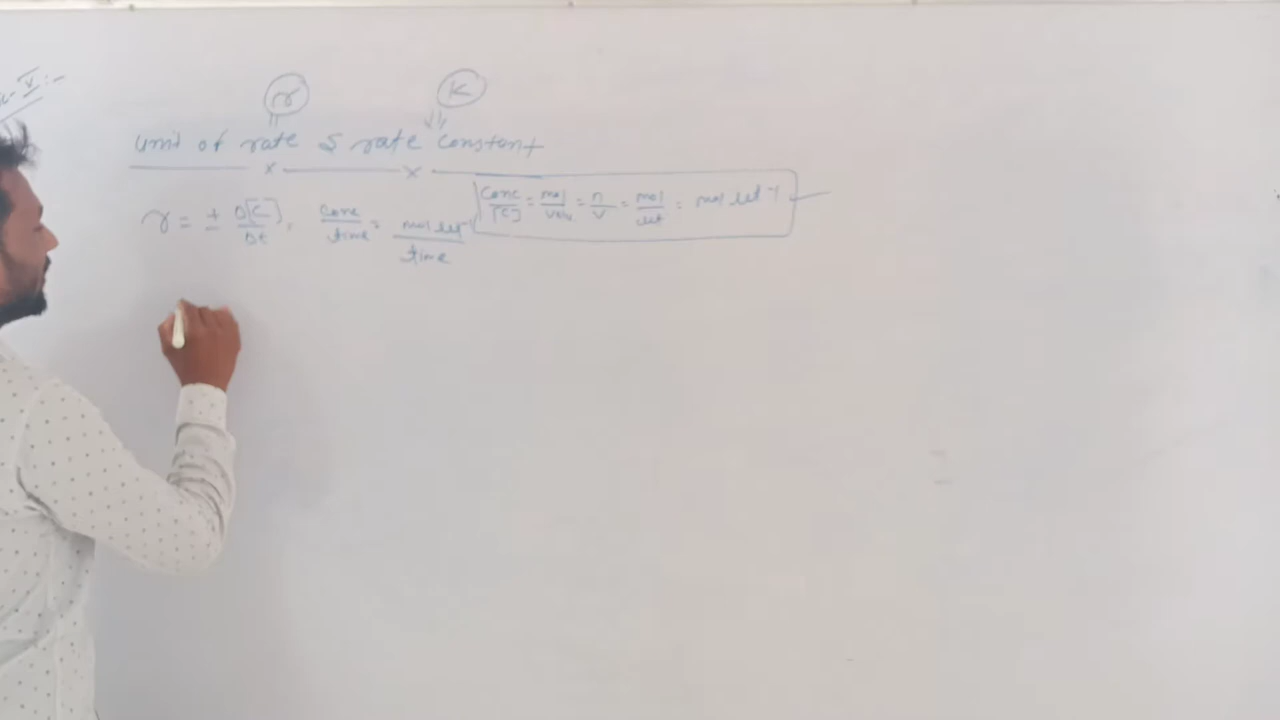 V :-
r K
unit of rate & rate constant
r = ± Δ[C]/Δt, conc/time = mol lit-1/time
conc/[C] = mol/volu = n/V = mol/lit = mol lit-1